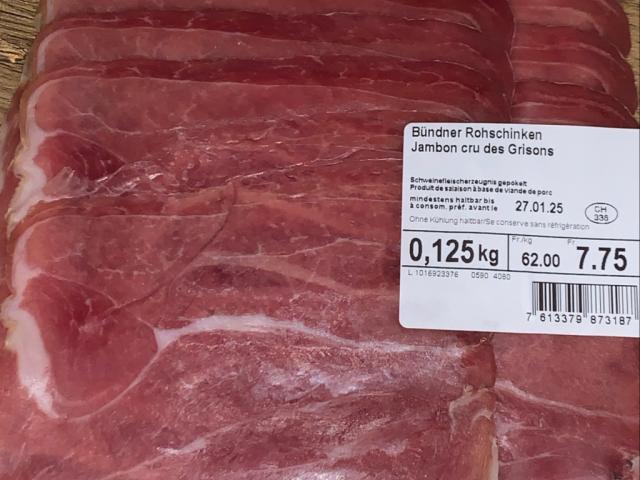 Bündner Rohschinken
Jambon cru des Grisons
Schweinefleischerzeugnis gepökelt
Produit de salaison à base de viande de porc
mindestens haltbar bis
à consom. préf. avant le 27.01.25
CH
336
Ohne Kühlung haltbar/Se conserve sans réfrigération
0,125 kg
Fr./kg
62.00
Fr
7.75
L 1016923376 0590 4080
7 613379 873187